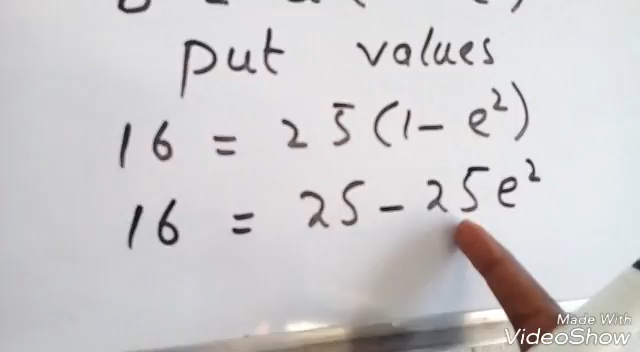 put values
16 = 25(1 - e²)
16 = 25 - 25e²
Made With
VideoShow